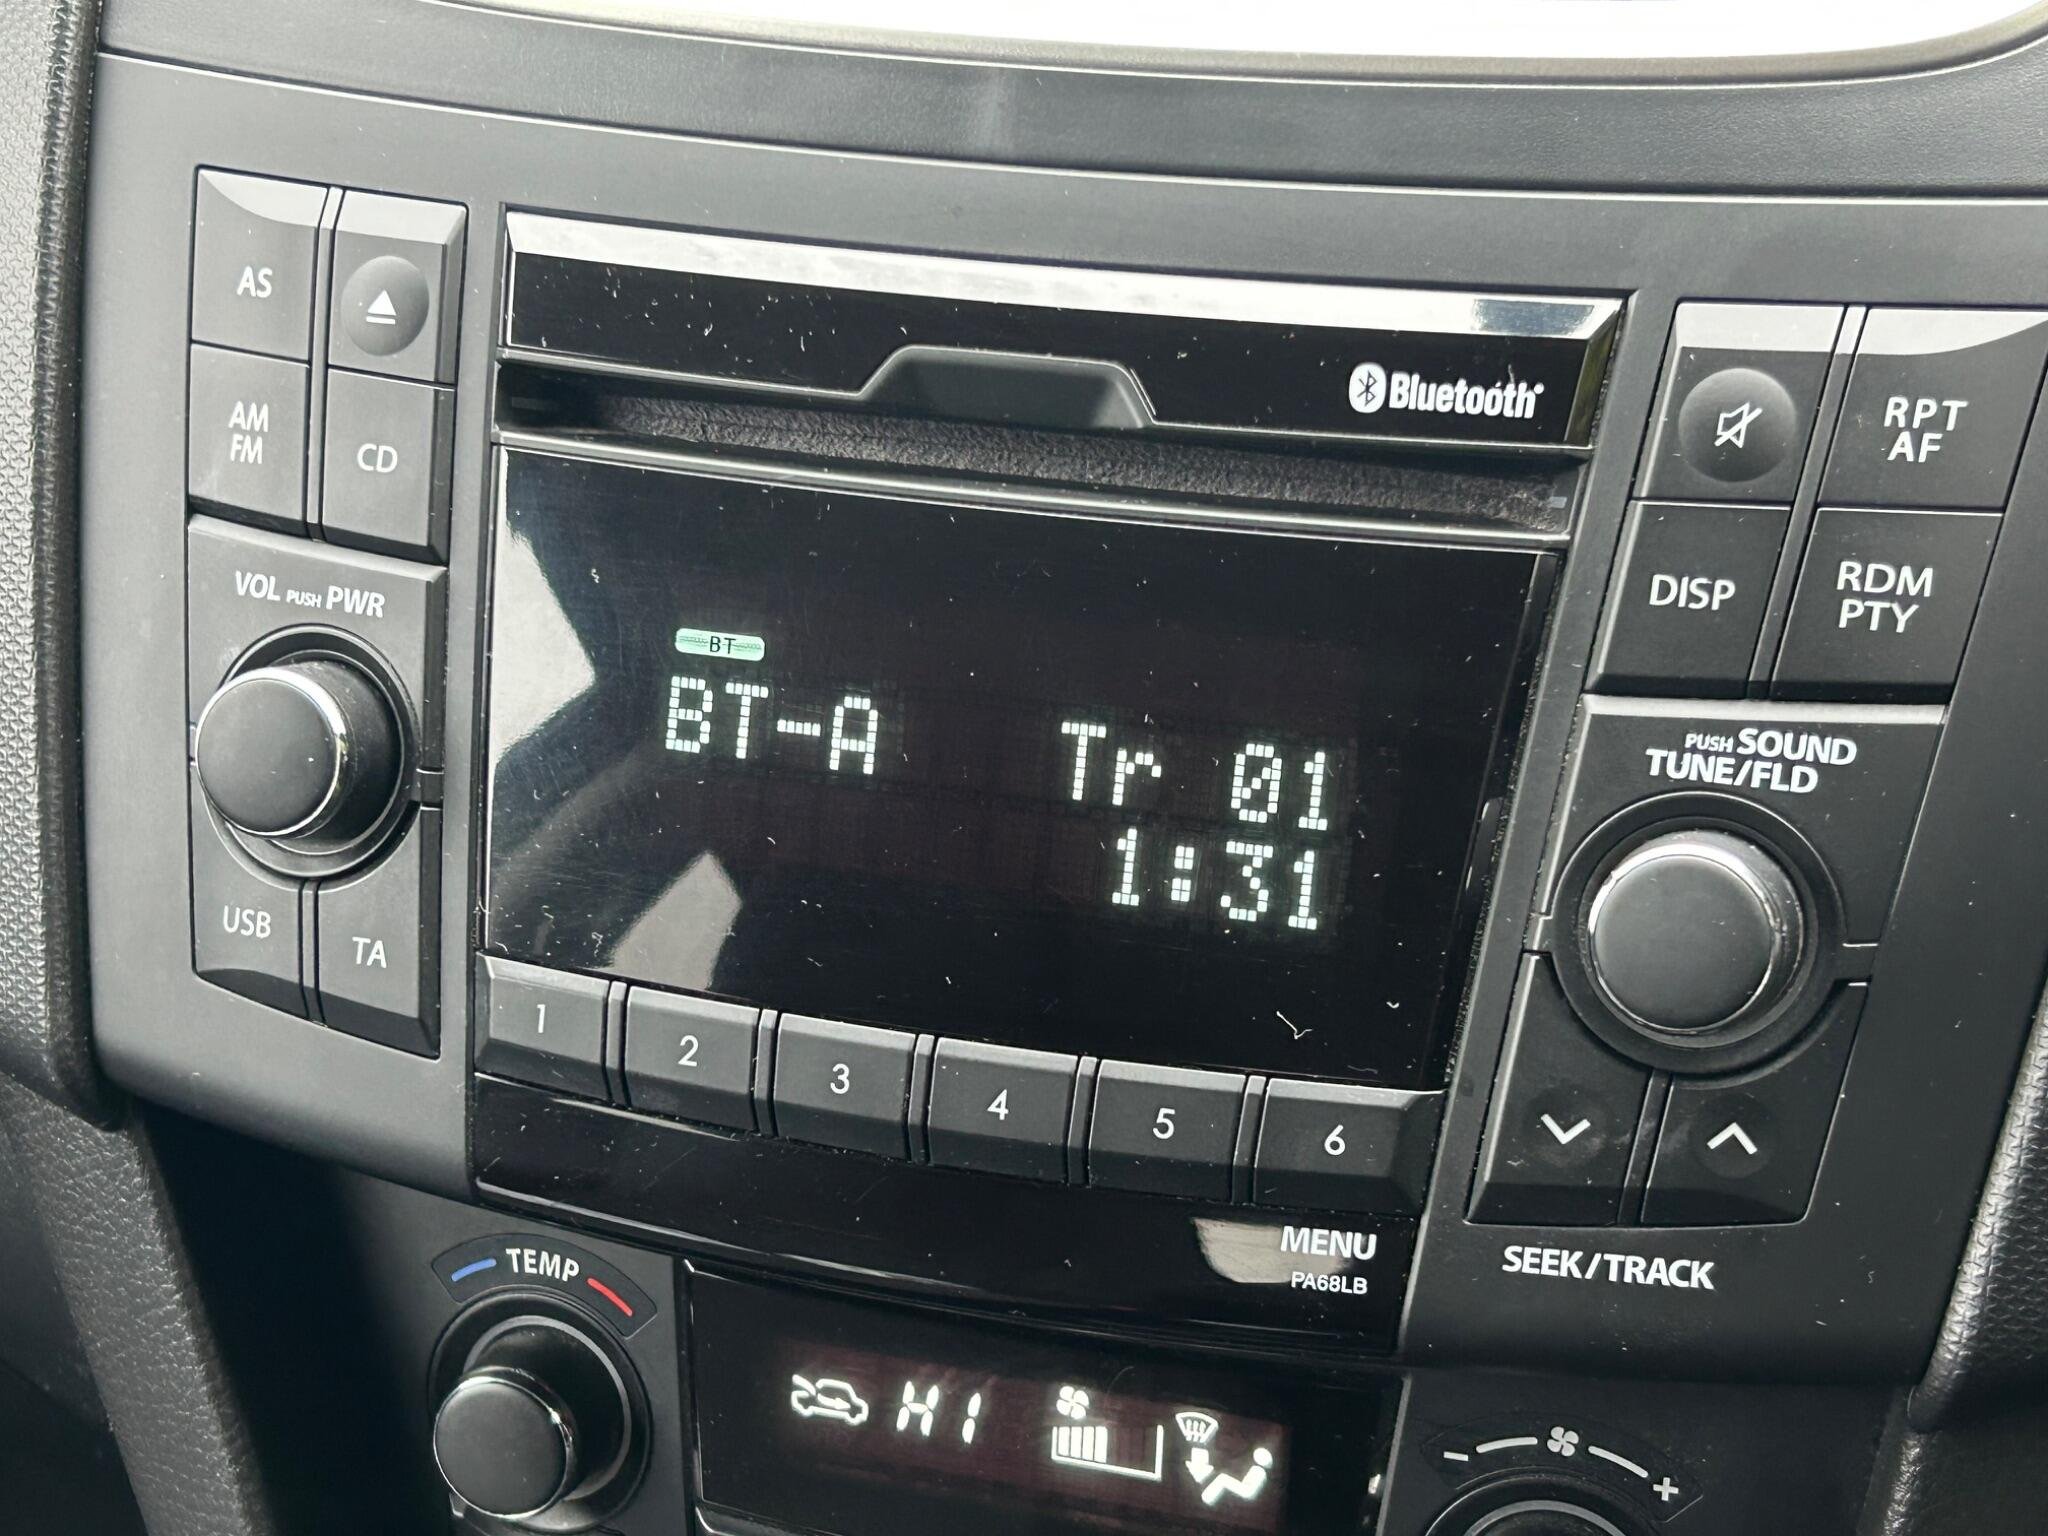 AS
AM
FM
CD
Bluetooth
RPT
AF
DISP
RDM
PTY
VOL PUSH PWR
BT
BT-A Tr 01
1:31
PUSH SOUND
TUNE/FLD
USB
TA
1 2 3 4 5 6
MENU
PA68LB
SEEK/TRACK
TEMP
HI
- +